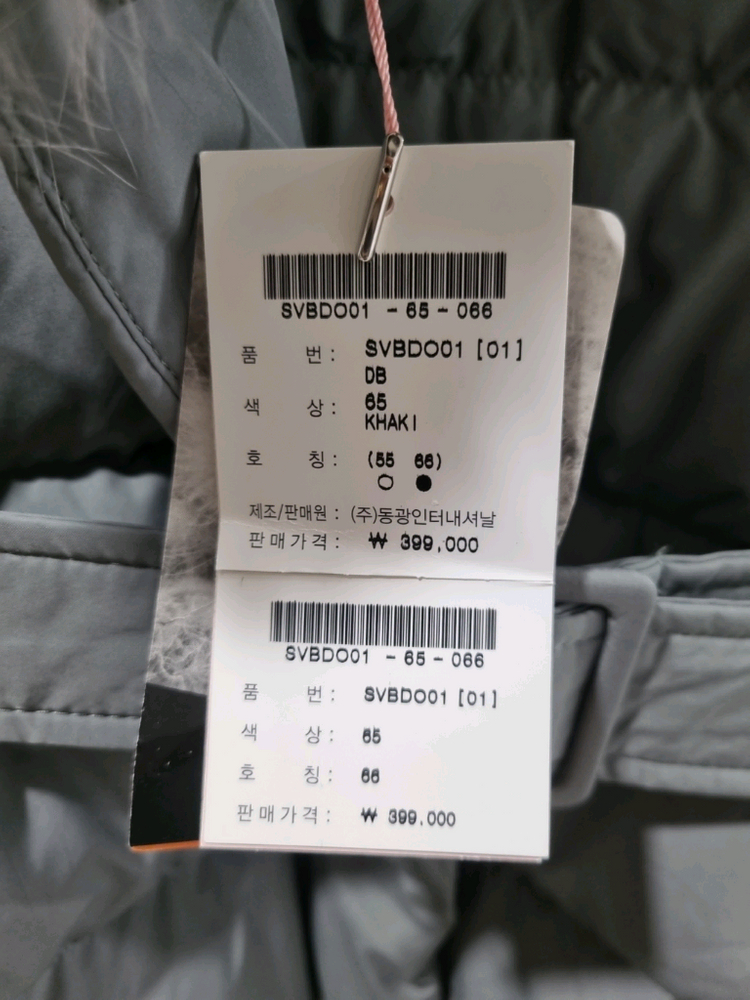 SVBDO01 - 65 - 066
품 번 : SVBDO01 [01]
DB
색 상 : 65
KHAKI
호 칭 : (55 66)
○ ●
제조/판매원 : (주)동광인터내셔날
판매가격 : ₩ 399,000
SVBDO01 - 65 - 066
품 번 : SVBDO01 [01]
색 상 : 65
호 칭 : 66
판매가격 : ₩ 399,000